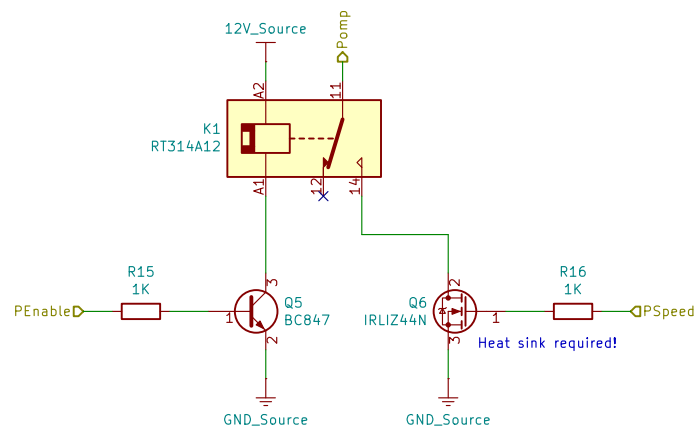 12V_Source
Pomp
A2
11
K1
RT314A12
A1
12
14
R15
1K
R16
1K
3
2
Q5
BC847
Q6
IRLIZ44N
PEnable
1
1
PSpeed
2
3
Heat sink required!
GND_Source
GND_Source